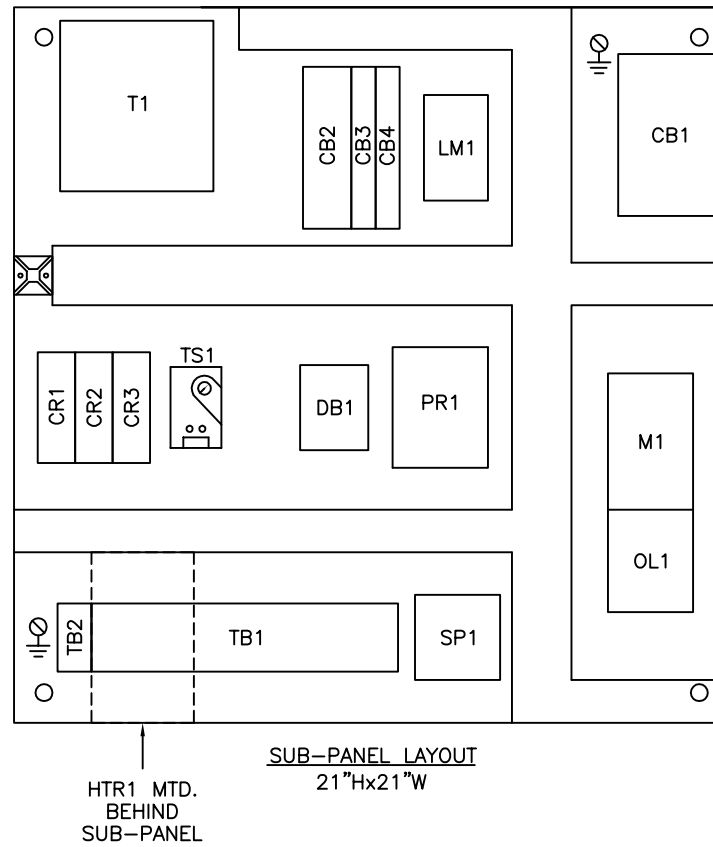 T1
CB2
CB3
CB4
LM1
CB1
CR1
CR2
CR3
TS1
DB1
PR1
M1
OL1
TB2
TB1
SP1
SUB-PANEL LAYOUT
21"Hx21"W
HTR1 MTD.
BEHIND
SUB-PANEL